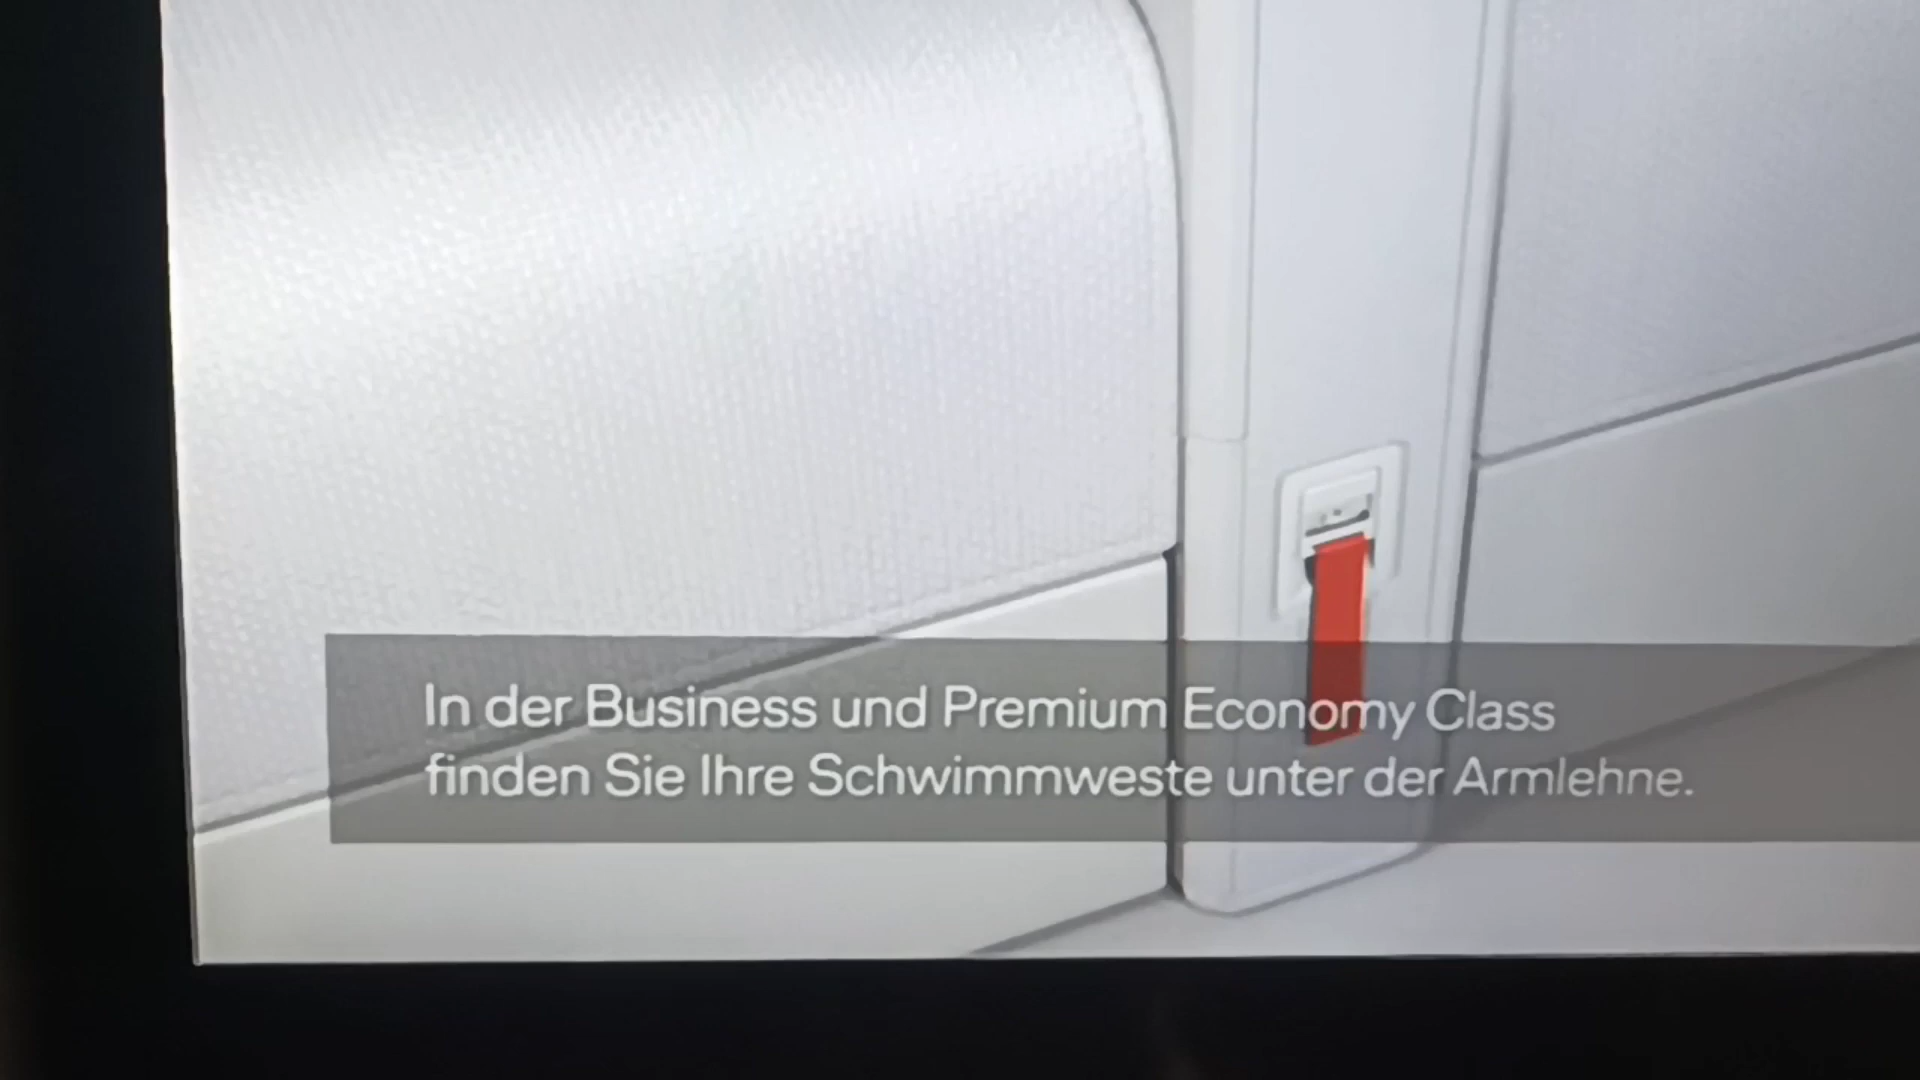 In der Business und Premium Economy Class
finden Sie Ihre Schwimmweste unter der Armlehne.